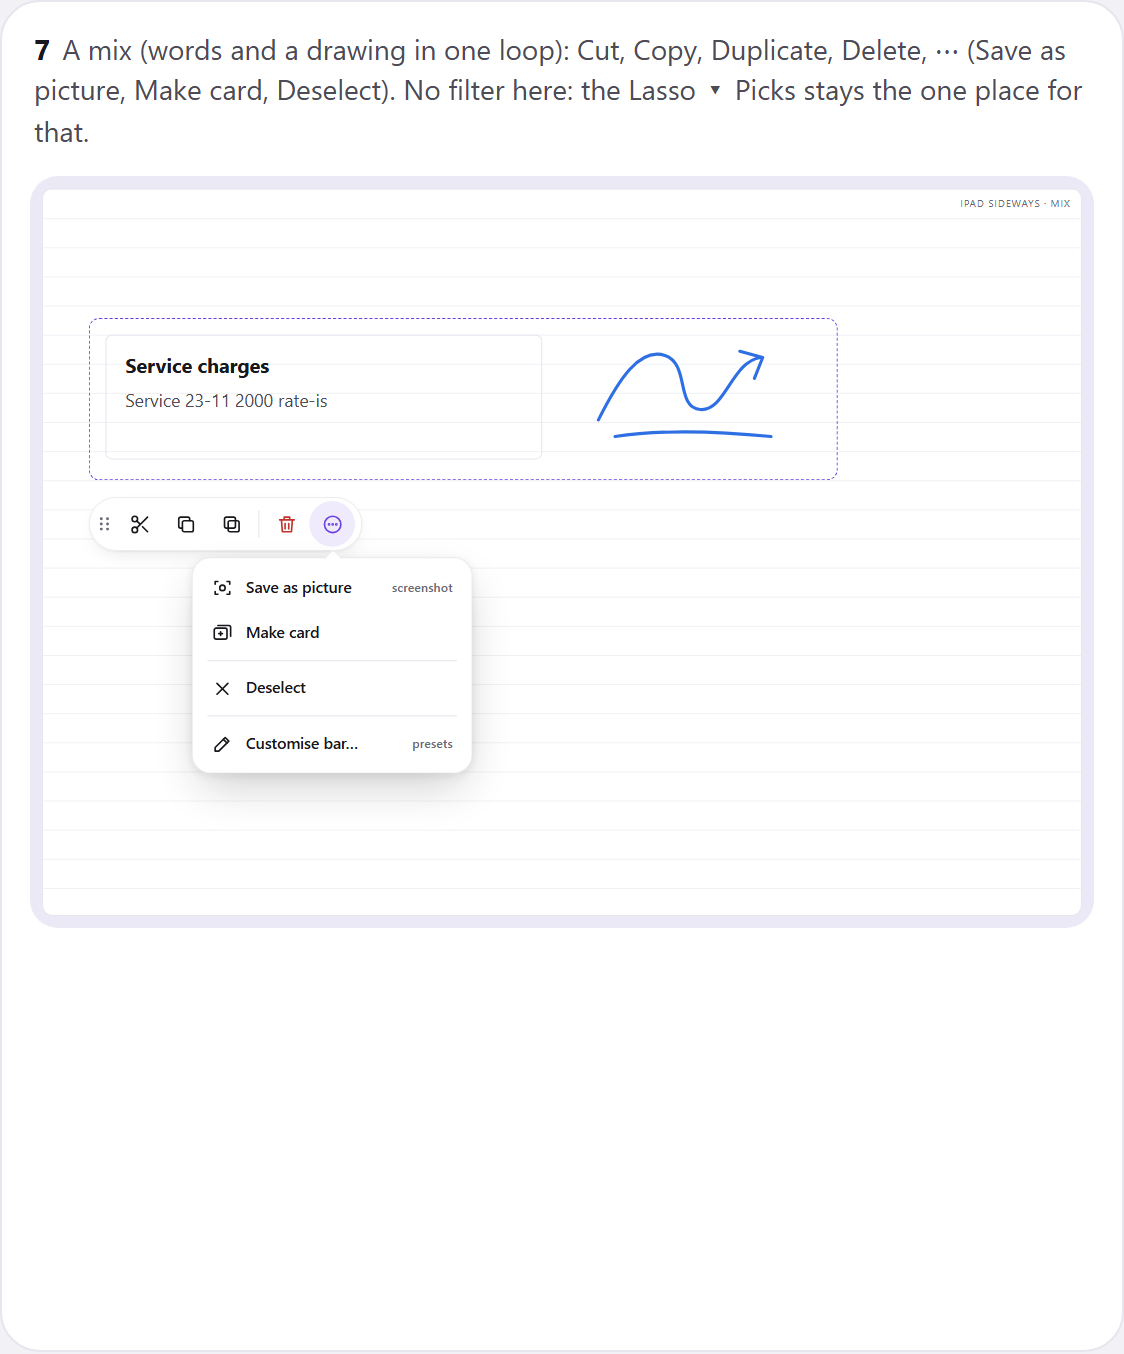 7 A mix (words and a drawing in one loop): Cut, Copy, Duplicate, Delete, ··· (Save as
picture, Make card, Deselect). No filter here: the Lasso ▾ Picks stays the one place for
that.
IPAD SIDEWAYS · MIX
Service charges
Service 23-11 2000 rate-is
Save as picture screenshot
Make card
Deselect
Customise bar... presets